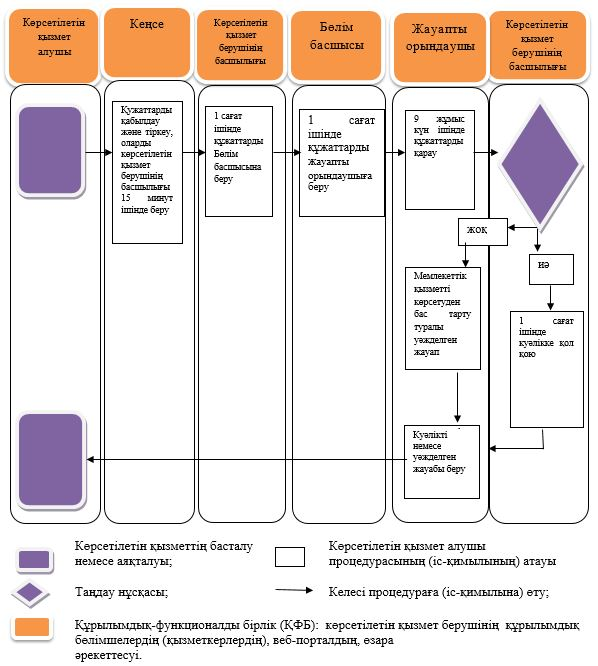 Көрсетілетін
қызмет
алушы
Кеңсе
Көрсетілетін
қызмет
берушінің
басшылығы
Бөлім
басшысы
Жауапты
орындаушы
Көрсетілетін
қызмет
берушінің
басшылығы
Құжаттарды
қабылдау
және тіркеу,
оларды
көрсетілетін
қызмет
берушінің
басшылығы
15 минут
ішінде беру
1 сағат
ішінде
құжаттарды
Бөлім
басшысына
беру
1 сағат
ішінде
құжаттарды
Жауапты
орындаушыға
беру
9 жұмыс
күн ішінде
құжаттарды
қарау
жоқ
иә
Мемлекеттік
қызметті
көрсетуден
бас тарту
туралы
уәжделген
жауап
1 сағат
ішінде
куәлікке қол
қою
Куәлікті
немесе
уәжделген
жауабы беру
Көрсетілетін қызметтің басталу
немесе аяқталуы;
Көрсетілетін қызмет алушы
процедурасының (іс-қимылының) атауы
Таңдау нұсқасы;
Келесі процедураға (іс-қимылына) өту;
Құрылымдық-функционалды бірлік (ҚФБ): көрсетілетін қызмет берушінің құрылымдық
бөлімшелердің (қызметкерлердің), веб-порталдың, өзара
әрекеттесуі.